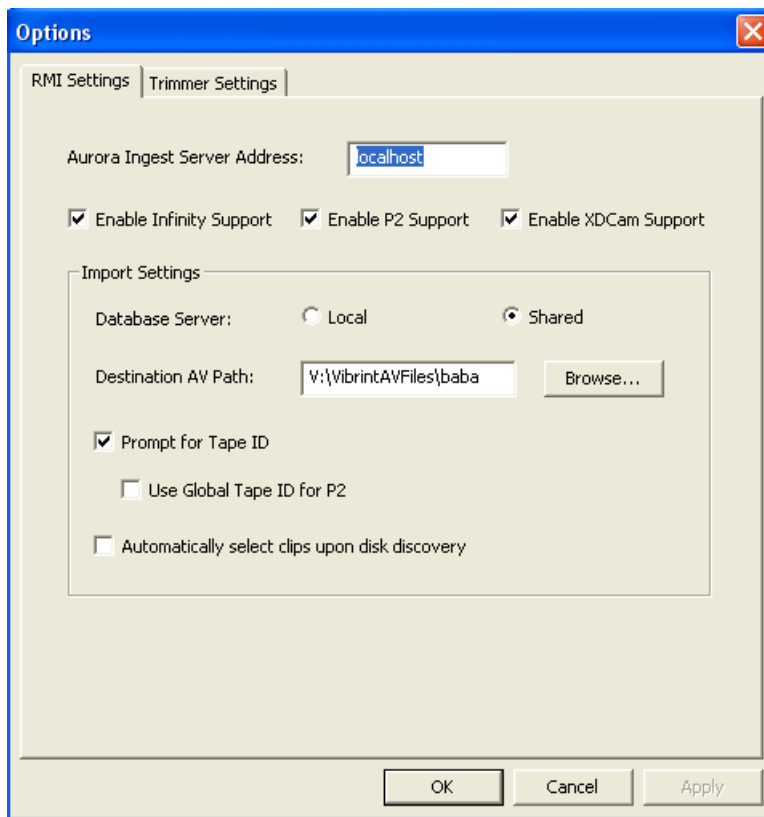 Options
RMI Settings Trimmer Settings
Aurora Ingest Server Address: localhost
Enable Infinity Support Enable P2 Support Enable XDCam Support
Import Settings
Database Server: Local Shared
Destination AV Path: V:\VibrintAVFiles\baba Browse...
Prompt for Tape ID
Use Global Tape ID for P2
Automatically select clips upon disk discovery
OK Cancel Apply